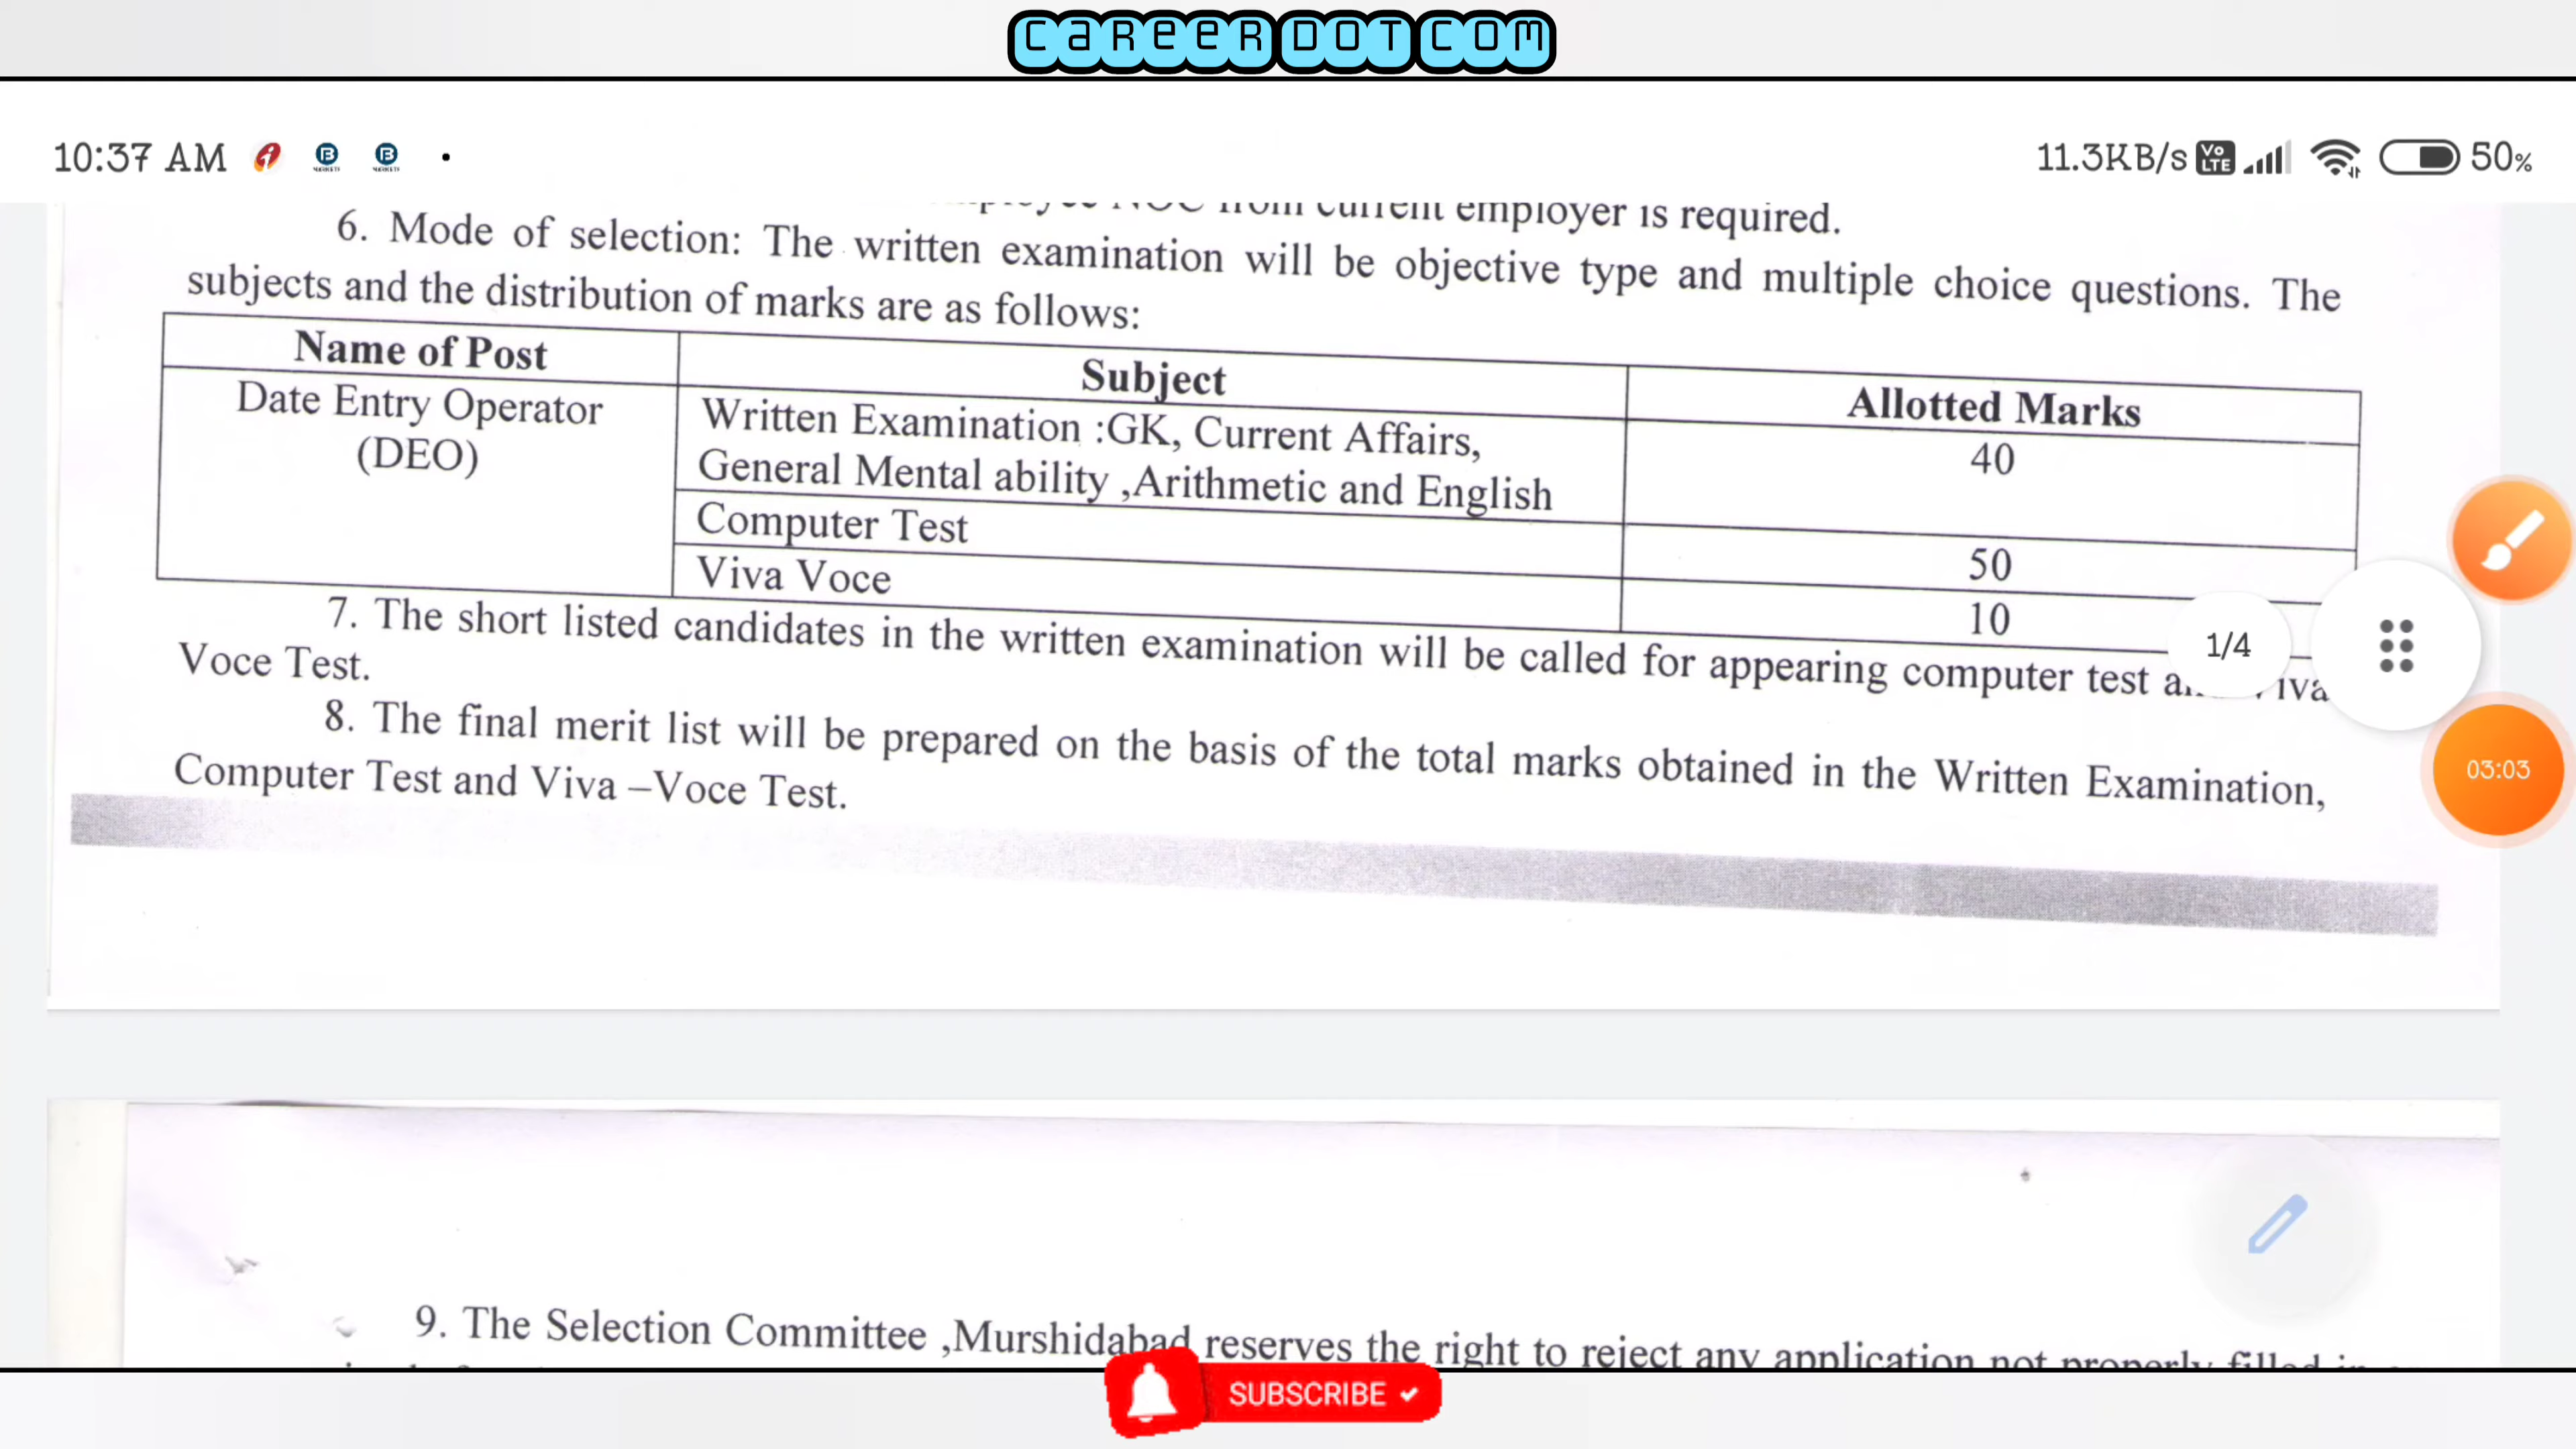 CAREER DOT COM
10:37 AM
11.3KB/s Vo LTE 50%
employer is required.
6. Mode of selection: The written examination will be objective type and multiple choice questions. The
subjects and the distribution of marks are as follows:
Name of Post Subject Allotted Marks
Date Entry Operator
(DEO)
Written Examination :GK, Current Affairs,
General Mental ability ,Arithmetic and English
40
Computer Test 50
Viva Voce 10
7. The short listed candidates in the written examination will be called for appearing computer test
Voce Test.
1/4
8. The final merit list will be prepared on the basis of the total marks obtained in the Written Examination,
Computer Test and Viva –Voce Test.
03:03
9. The Selection Committee ,Murshidabad reserves the right to reject any application not properly filled in
SUBSCRIBE